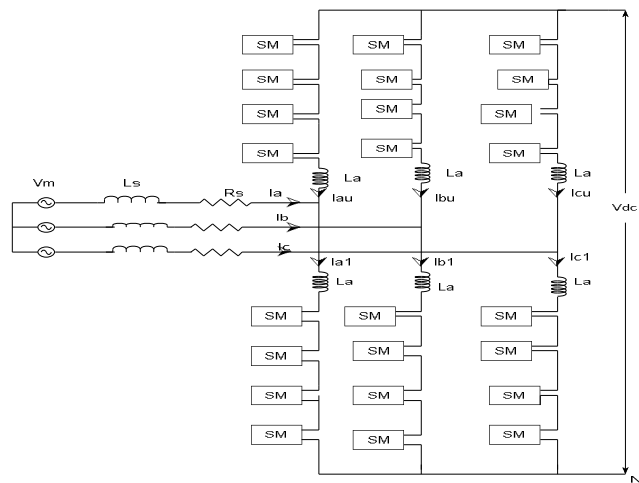 SM SM SM
SM SM SM
SM SM SM
SM SM SM
La La La
Vm Ls Rs Ia Iau Ibu Icu
Vdc
Ib
Ic
Ia1 Ib1 Ic1
La La La
SM SM SM
SM SM SM
SM SM SM
SM SM SM
N